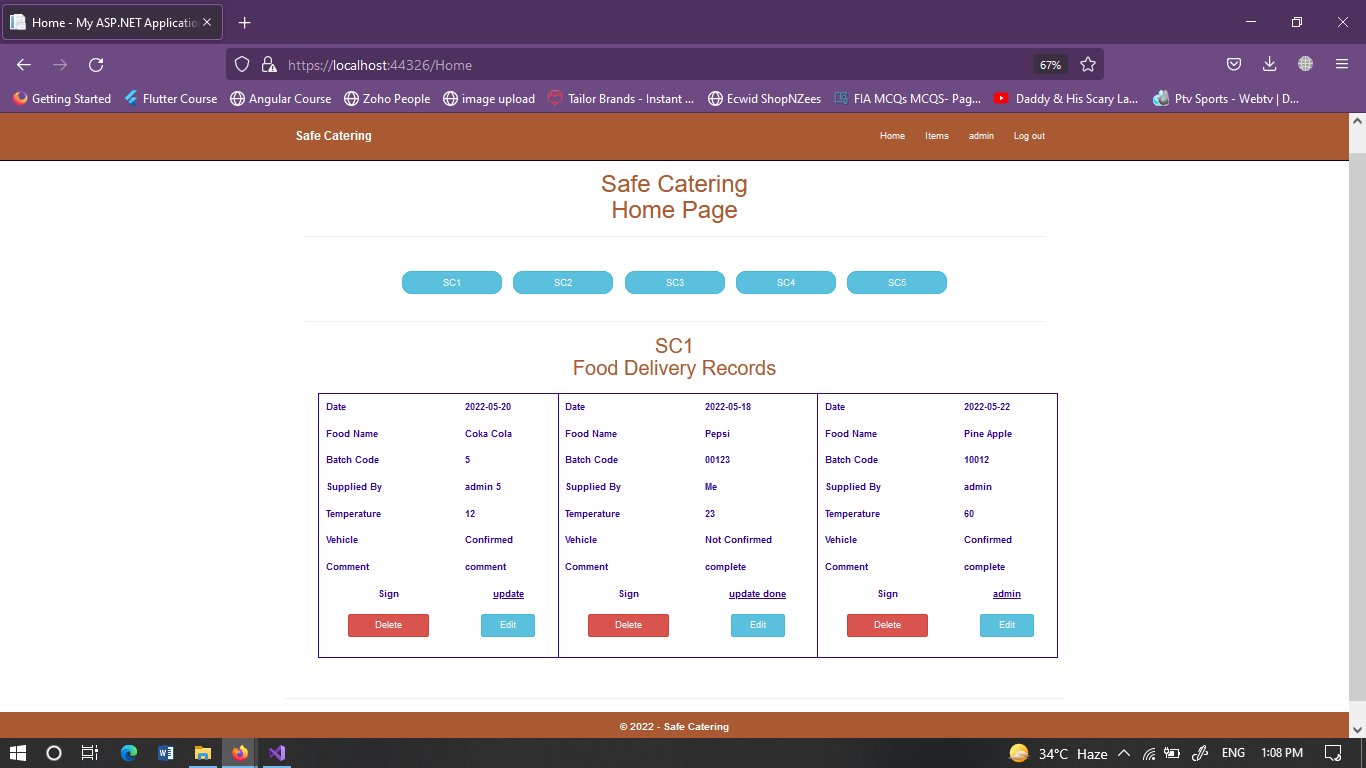 Home - My ASP.NET Applicatio
https://localhost:44326/Home 67%
Getting Started Flutter Course Angular Course Zoho People image upload Tailor Brands - Instant ... Ecwid ShopNZees FIA MCQs MCQS- Pag... Daddy & His Scary La... Ptv Sports - Webtv | D...
Safe Catering Home Items admin Log out
Safe Catering
Home Page
SC1 SC2 SC3 SC4 SC5
SC1
Food Delivery Records
Date 2022-05-20 Date 2022-05-18 Date 2022-05-22
Food Name Coka Cola Food Name Pepsi Food Name Pine Apple
Batch Code 5 Batch Code 00123 Batch Code 10012
Supplied By admin 5 Supplied By Me Supplied By admin
Temperature 12 Temperature 23 Temperature 60
Vehicle Confirmed Vehicle Not Confirmed Vehicle Confirmed
Comment comment Comment complete Comment complete
Sign update Sign update done Sign admin
Delete Edit Delete Edit Delete Edit
© 2022 - Safe Catering
34°C Haze ENG 1:08 PM